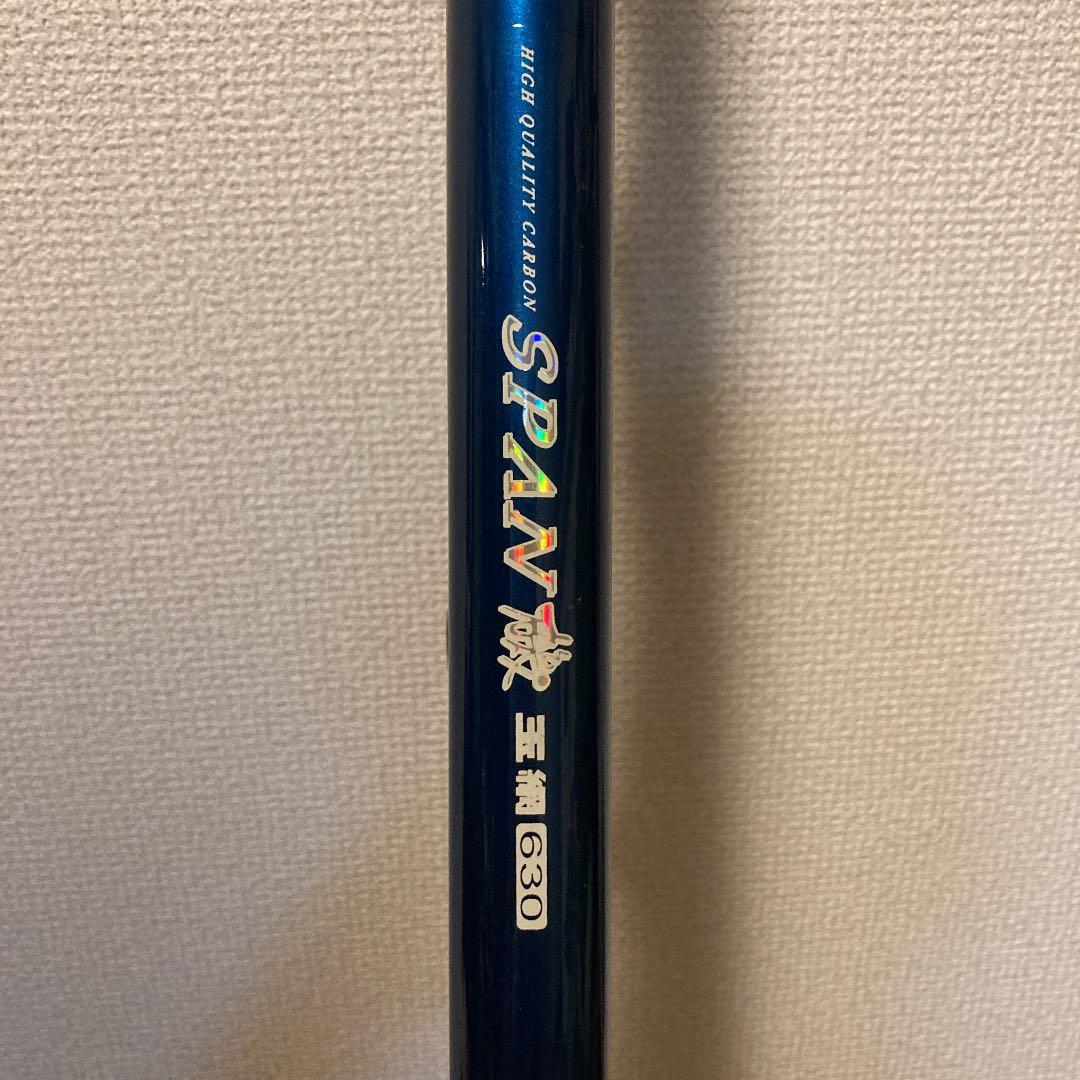 HIGH QUALITY CARBON
SPAN
玉網 630